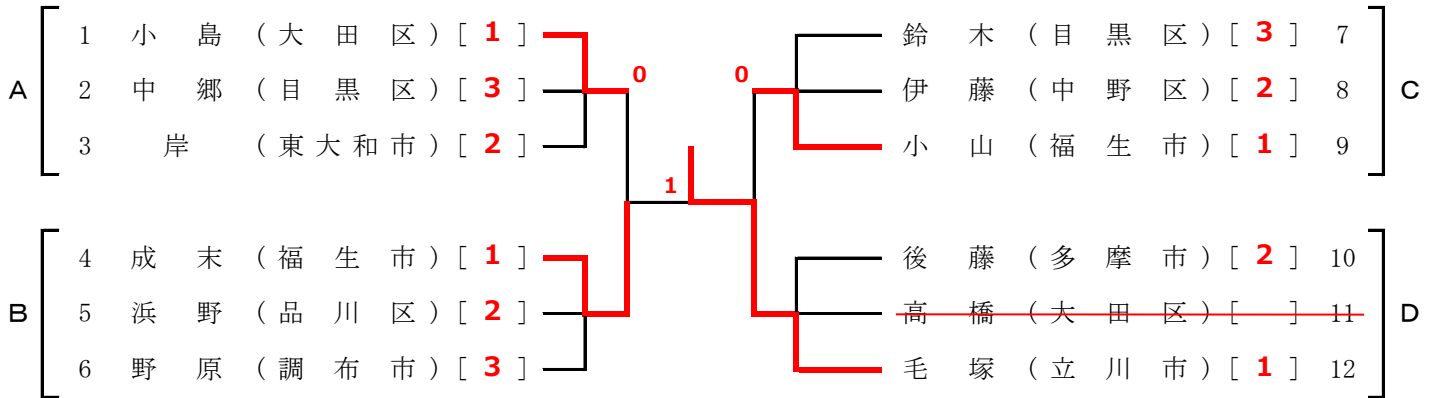 1 小島 (大田区) [ 1 ]
A 2 中郷 (目黒区) [ 3 ]
3 岸 (東大和市) [ 2 ]
0
4 成末 (福生市) [ 1 ]
B 5 浜野 (品川区) [ 2 ]
6 野原 (調布市) [ 3 ]
1
0
鈴木 (目黒区) [ 3 ] 7
伊藤 (中野区) [ 2 ] 8 C
小山 (福生市) [ 1 ] 9
後藤 (多摩市) [ 2 ] 10
高橋 (大田区) [ ] 11 D
毛塚 (立川市) [ 1 ] 12